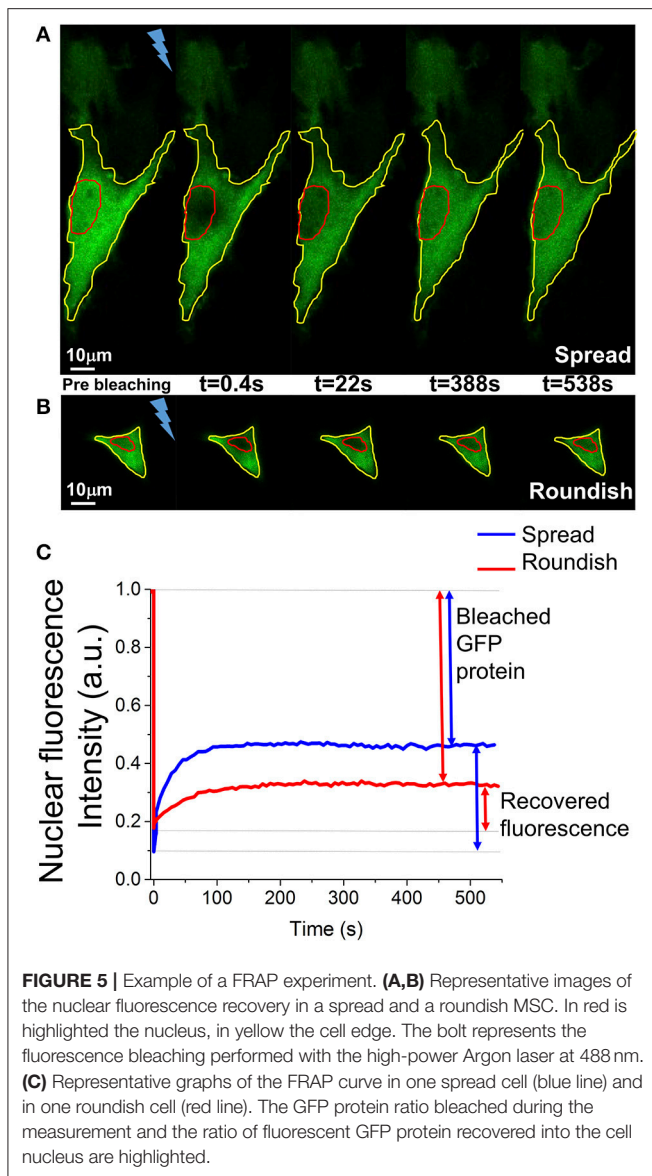 A
10μm
Spread
Pre bleaching t=0.4s t=22s t=388s t=538s
B
10μm
Roundish
C
Spread
Roundish
Nuclear fluorescence
Intensity (a.u.)
1.0
0.8
0.6
0.4
0.2
0.0
Bleached
GFP
protein
Recovered
fluorescence
0 100 200 300 400 500
Time (s)
FIGURE 5 | Example of a FRAP experiment. (A,B) Representative images of
the nuclear fluorescence recovery in a spread and a roundish MSC. In red is
highlighted the nucleus, in yellow the cell edge. The bolt represents the
fluorescence bleaching performed with the high-power Argon laser at 488 nm.
(C) Representative graphs of the FRAP curve in one spread cell (blue line) and
in one roundish cell (red line). The GFP protein ratio bleached during the
measurement and the ratio of fluorescent GFP protein recovered into the cell
nucleus are highlighted.